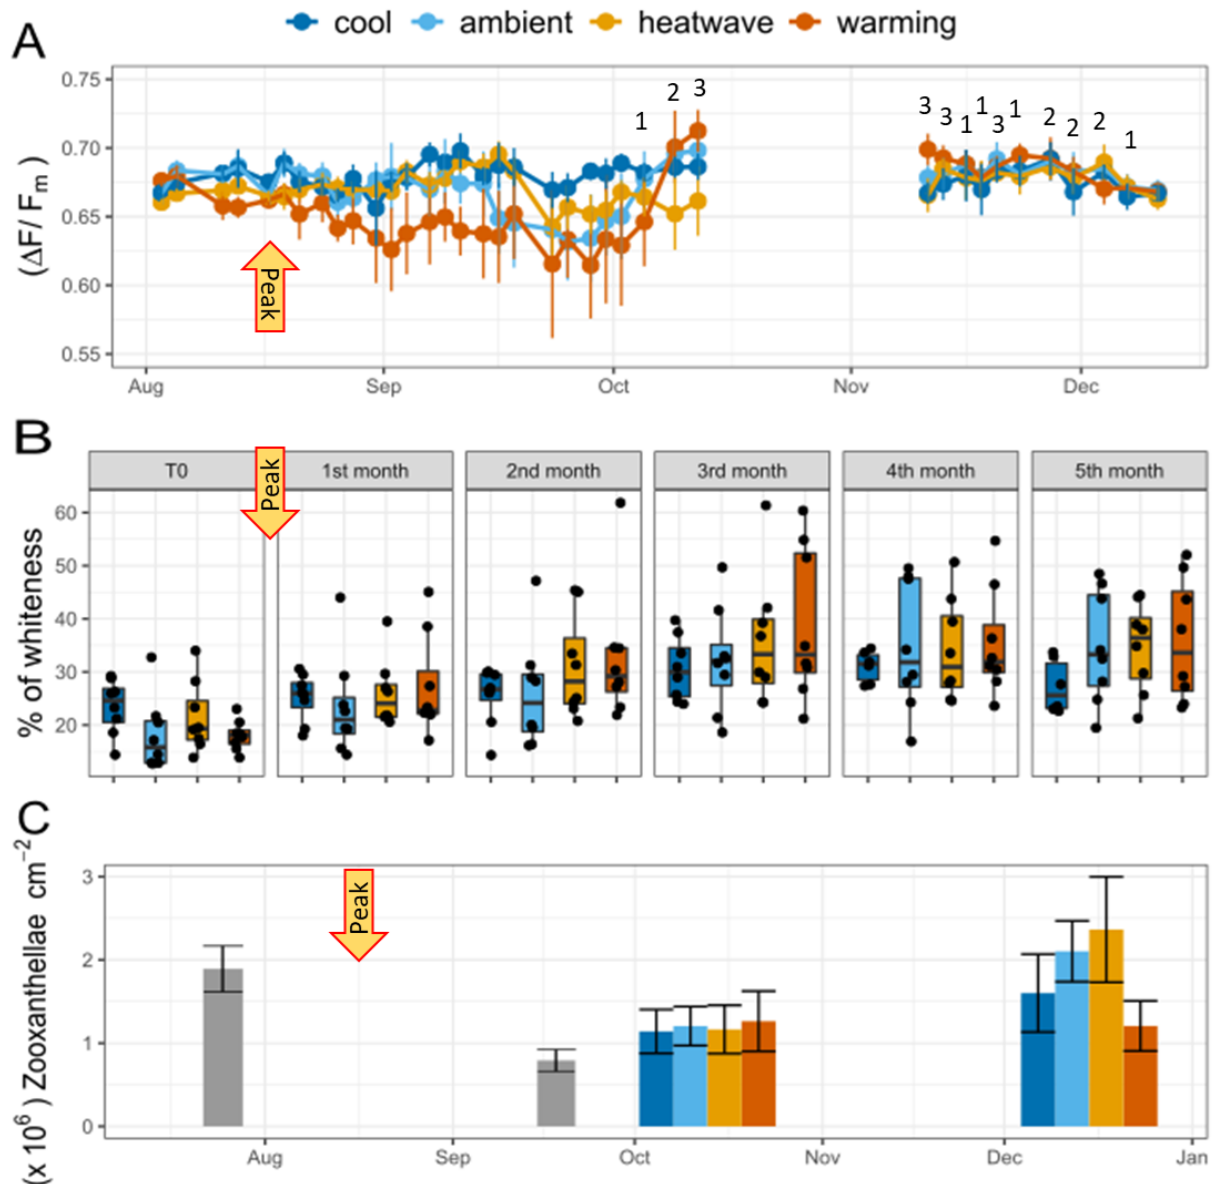 cool ambient heatwave warming
A
(ΔF/ Fm )
0.75
0.70
0.65
0.60
0.55
1 2 3
3 3 1 1 3 1 2 2 2 1
Peak
Aug Sep Oct Nov Dec
B
% of whiteness
T0 1st month 2nd month 3rd month 4th month 5th month
Peak
60
50
40
30
20
C
(x 10⁶ ) Zooxanthellae cm⁻²
3
2
1
0
Peak
Aug Sep Oct Nov Dec Jan